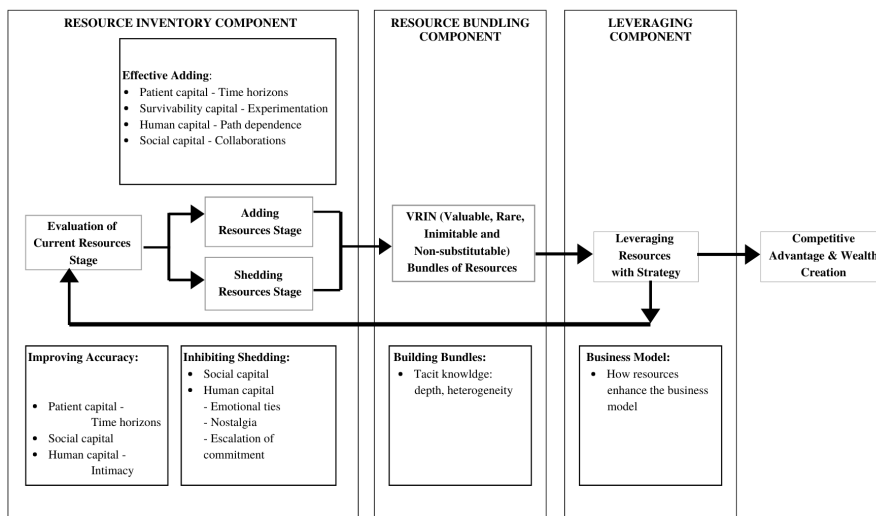 RESOURCE INVENTORY COMPONENT
Effective Adding:
• Patient capital - Time horizons
• Survivability capital - Experimentation
• Human capital - Path dependence
• Social capital - Collaborations
Evaluation of
Current Resources
Stage
Adding
Resources Stage
Shedding
Resources Stage
Improving Accuracy:
• Patient capital -
Time horizons
• Social capital
• Human capital -
Intimacy
Inhibiting Shedding:
• Social capital
• Human capital
- Emotional ties
- Nostalgia
- Escalation of
commitment
RESOURCE BUNDLING
COMPONENT
VRIN (Valuable, Rare,
Inimitable and
Non-substitutable)
Bundles of Resources
Building Bundles:
• Tacit knowldge:
depth, heterogeneity
LEVERAGING
COMPONENT
Leveraging
Resources
with Strategy
Business Model:
• How resources
enhance the business
model
Competitive
Advantage & Wealth
Creation